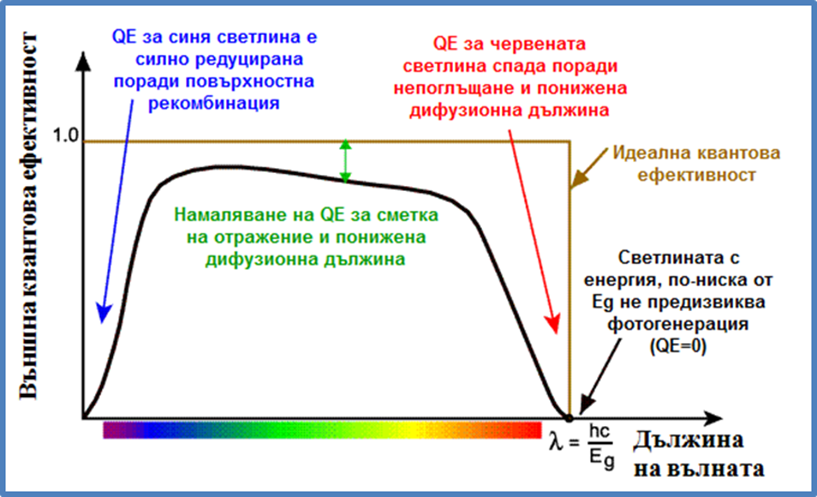 QE за синя светлина е
силно редуцирана
поради повърхностна
рекомбинация
QE за червената
светлина спада поради
непоглъщане и понижена
дифузионна дължина
Външна квантова ефективност
1.0
Идеална квантова
ефективност
Намаляване на QE за сметка
на отражение и понижена
дифузионна дължина
Светлината с
енергия, по-ниска от
Eg не предизвиква
фотогенерация
(QE=0)
λ = hc/Eg
Дължина
на вълната